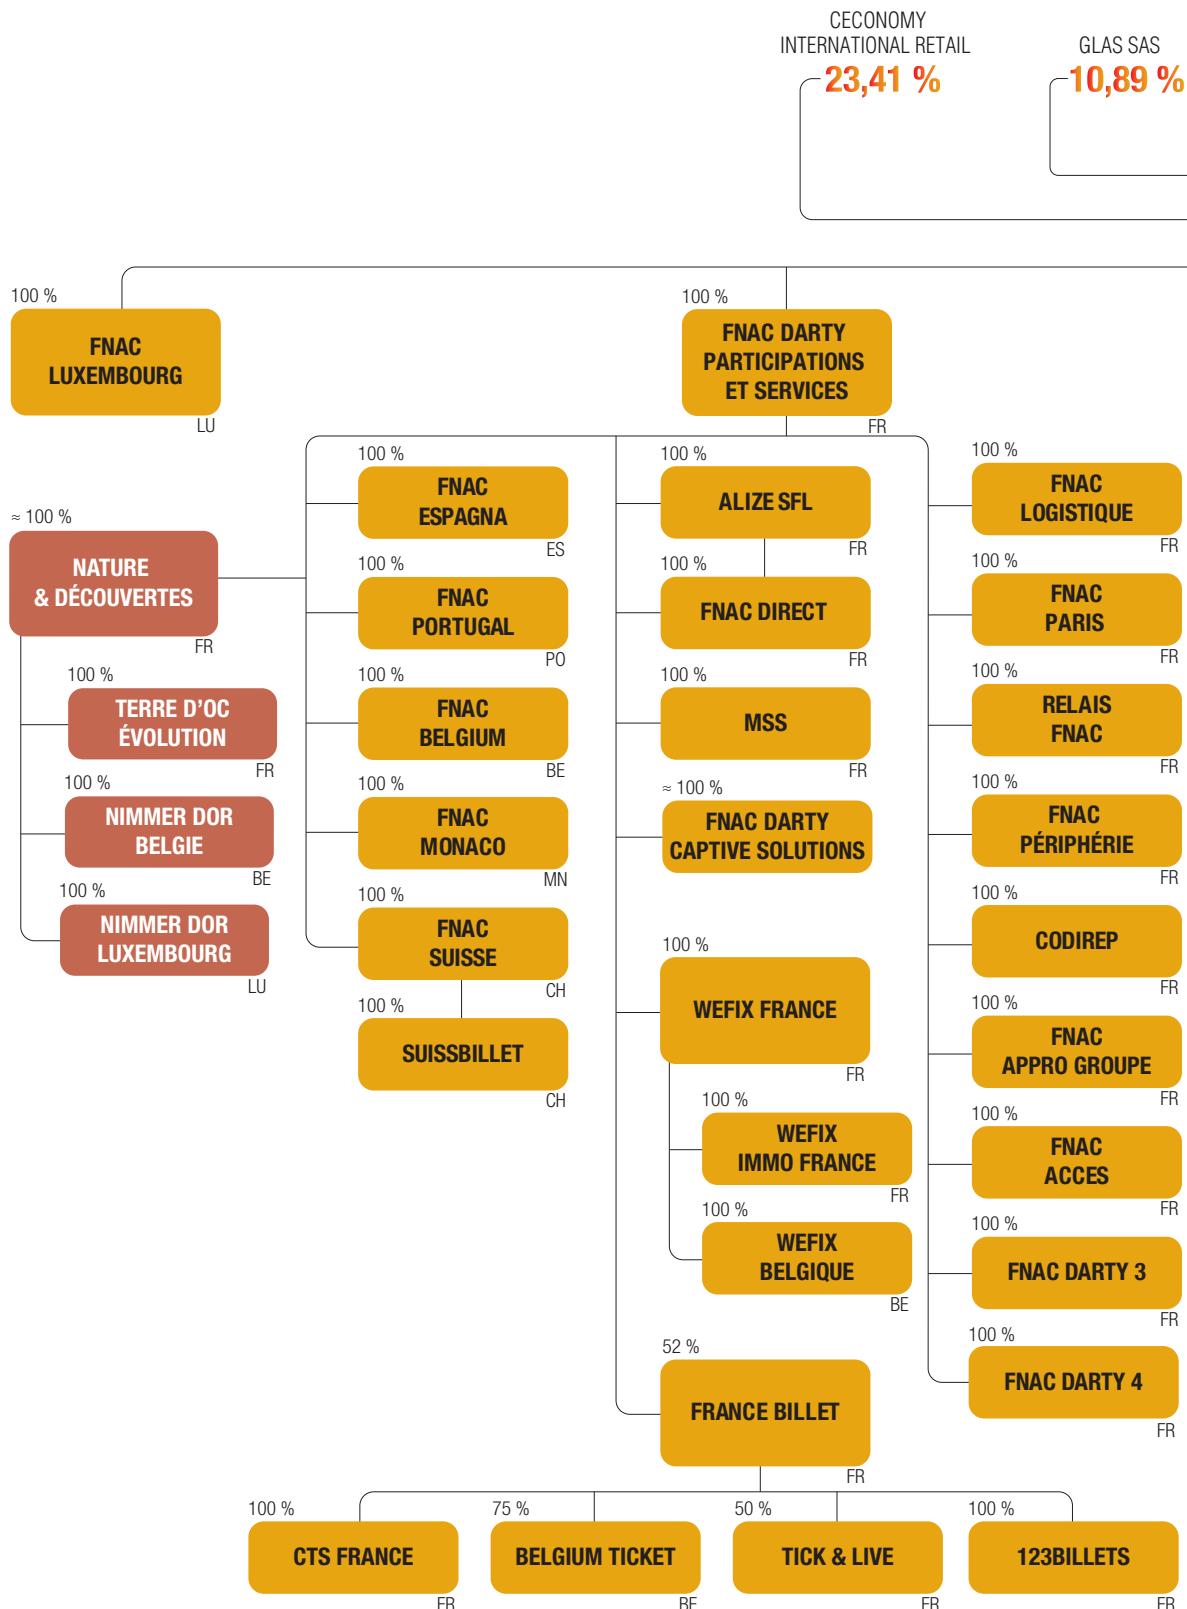 CECONOMY
INTERNATIONAL RETAIL
23,41 %
GLAS SAS
10,89 %
100 %
FNAC
LUXEMBOURG
LU
100 %
FNAC DARTY
PARTICIPATIONS
ET SERVICES
FR
≈ 100 %
NATURE
& DÉCOUVERTES
FR
100 %
TERRE D’OC
ÉVOLUTION
FR
100 %
NIMMER DOR
BELGIE
BE
100 %
NIMMER DOR
LUXEMBOURG
LU
100 %
FNAC
ESPAGNA
ES
100 %
FNAC
PORTUGAL
PO
100 %
FNAC
BELGIUM
BE
100 %
FNAC
MONACO
MN
100 %
FNAC
SUISSE
CH
100 %
SUISSBILLET
CH
100 %
ALIZE SFL
FR
100 %
FNAC DIRECT
FR
100 %
MSS
FR
≈ 100 %
FNAC DARTY
CAPTIVE SOLUTIONS
100 %
WEFIX FRANCE
FR
100 %
WEFIX
IMMO FRANCE
FR
100 %
WEFIX
BELGIQUE
BE
52 %
FRANCE BILLET
FR
100 %
FNAC
LOGISTIQUE
FR
100 %
FNAC
PARIS
FR
100 %
RELAIS
FNAC
FR
100 %
FNAC
PÉRIPHÉRIE
FR
100 %
CODIREP
FR
100 %
FNAC
APPRO GROUPE
FR
100 %
FNAC
ACCES
FR
100 %
FNAC DARTY 3
FR
100 %
FNAC DARTY 4
FR
100 %
CTS FRANCE
FR
75 %
BELGIUM TICKET
BE
50 %
TICK & LIVE
FR
100 %
123BILLETS
FR